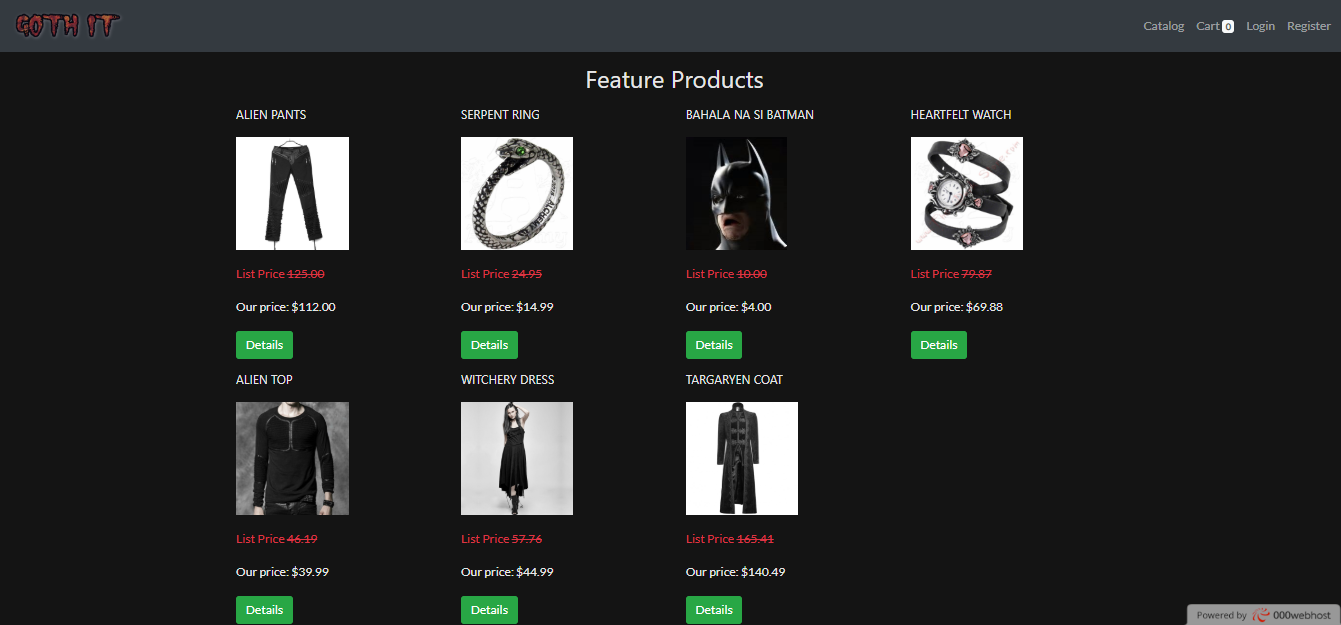 GOTH IT
Catalog Cart 0 Login Register
Feature Products
ALIEN PANTS SERPENT RING BAHALA NA SI BATMAN HEARTFELT WATCH
List Price 125.00 List Price 24.95 List Price 10.00 List Price 79.87
Our price: $112.00 Our price: $14.99 Our price: $4.00 Our price: $69.88
Details Details Details Details
ALIEN TOP WITCHERY DRESS TARGARYEN COAT
List Price 46.19 List Price 57.76 List Price 165.41
Our price: $39.99 Our price: $44.99 Our price: $140.49
Details Details Details
Powered by 000webhost